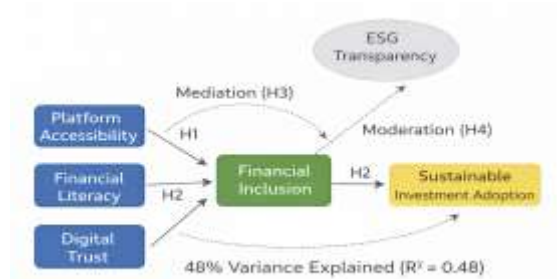 ESG
Transparency
Mediation (H3)
Platform
Accessibility
H1
Moderation (H4)
Financial
Literacy
H2
Financial
Inclusion
H2
Sustainable
Investment Adoption
Digital
Trust
48% Variance Explained (R² = 0.48)